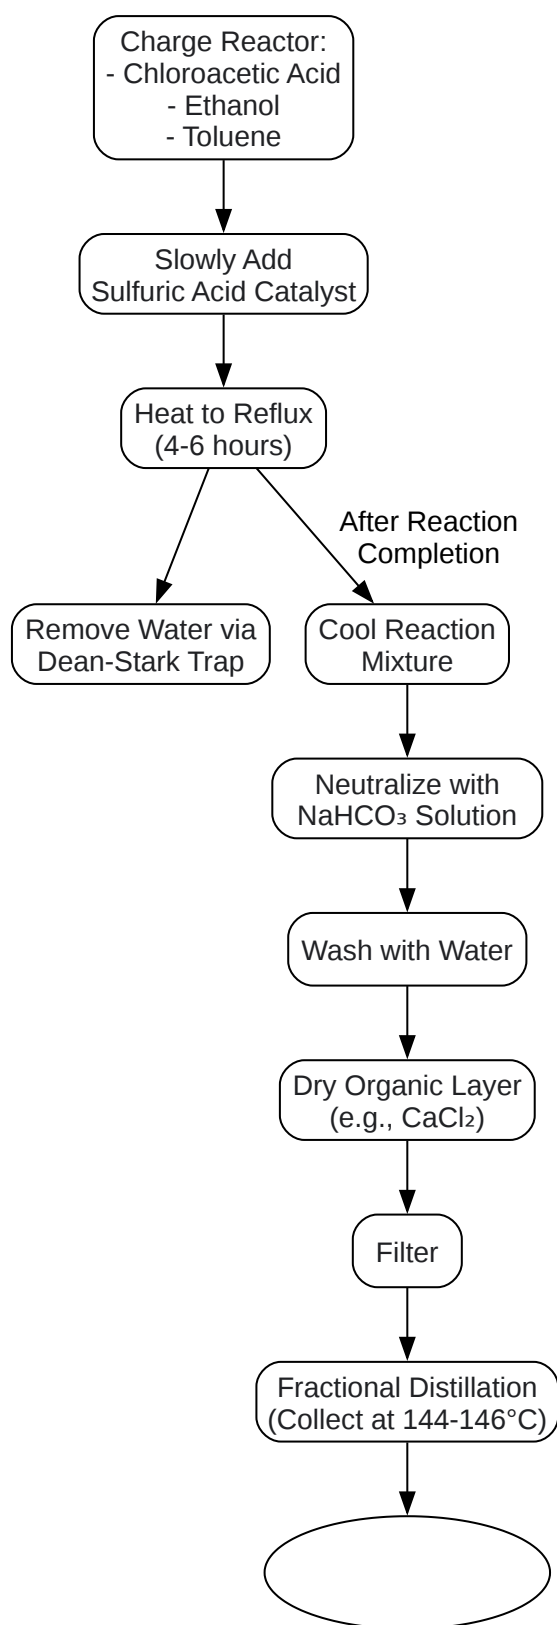 Charge Reactor:
- Chloroacetic Acid
- Ethanol
- Toluene
Slowly Add
Sulfuric Acid Catalyst
Heat to Reflux
(4-6 hours)
After Reaction
Completion
Remove Water via
Dean-Stark Trap
Cool Reaction
Mixture
Neutralize with
NaHCO₃ Solution
Wash with Water
Dry Organic Layer
(e.g., CaCl₂)
Filter
Fractional Distillation
(Collect at 144-146°C)